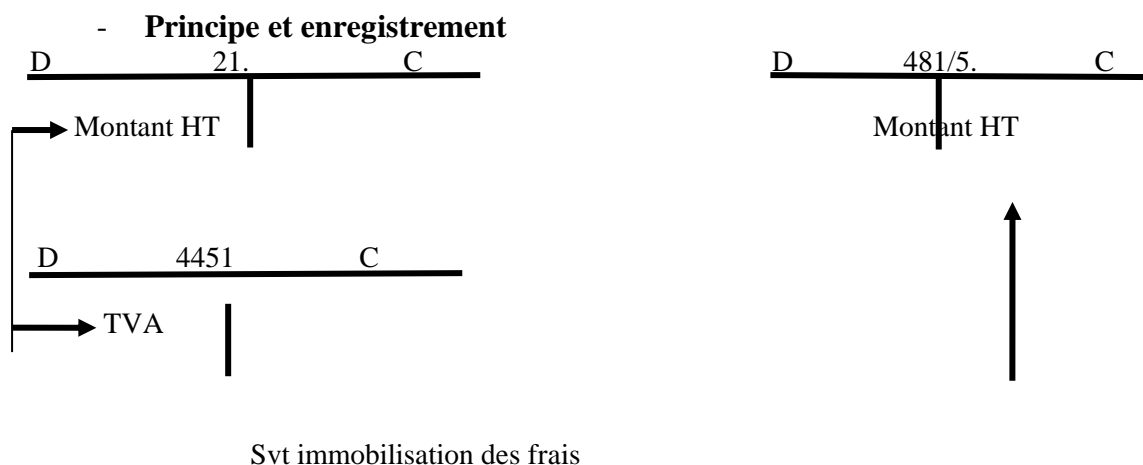 - Principe et enregistrement
D 21. C D 481/5. C
Montant HT Montant HT
D 4451 C
TVA
Svt immobilisation des frais